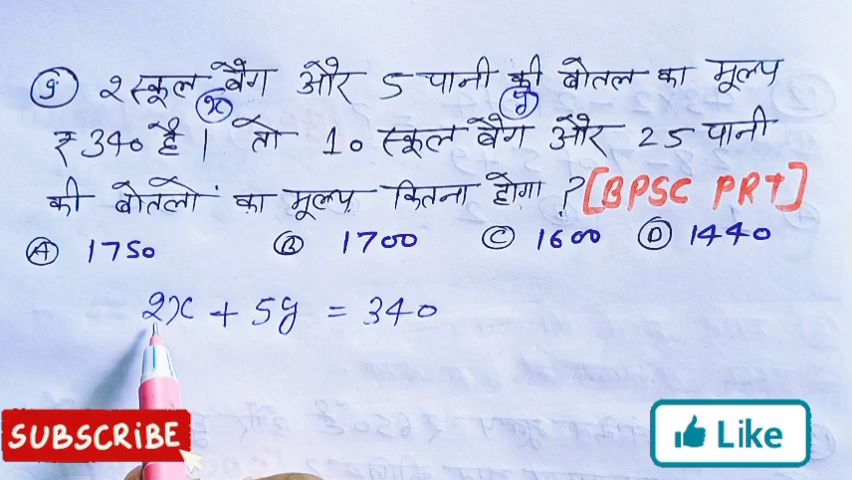 9 2 स्कूल बैग और 5 पानी की बोतल का मूल्य
(x) (y)
₹340 है। तो 10 स्कूल बैग और 25 पानी
की बोतलों का मूल्य कितना होगा ? [BPSC PRT]
(A) 1750 (B) 1700 (C) 1600 (D) 1440
2x + 5y = 340
SUBSCRIBE
Like